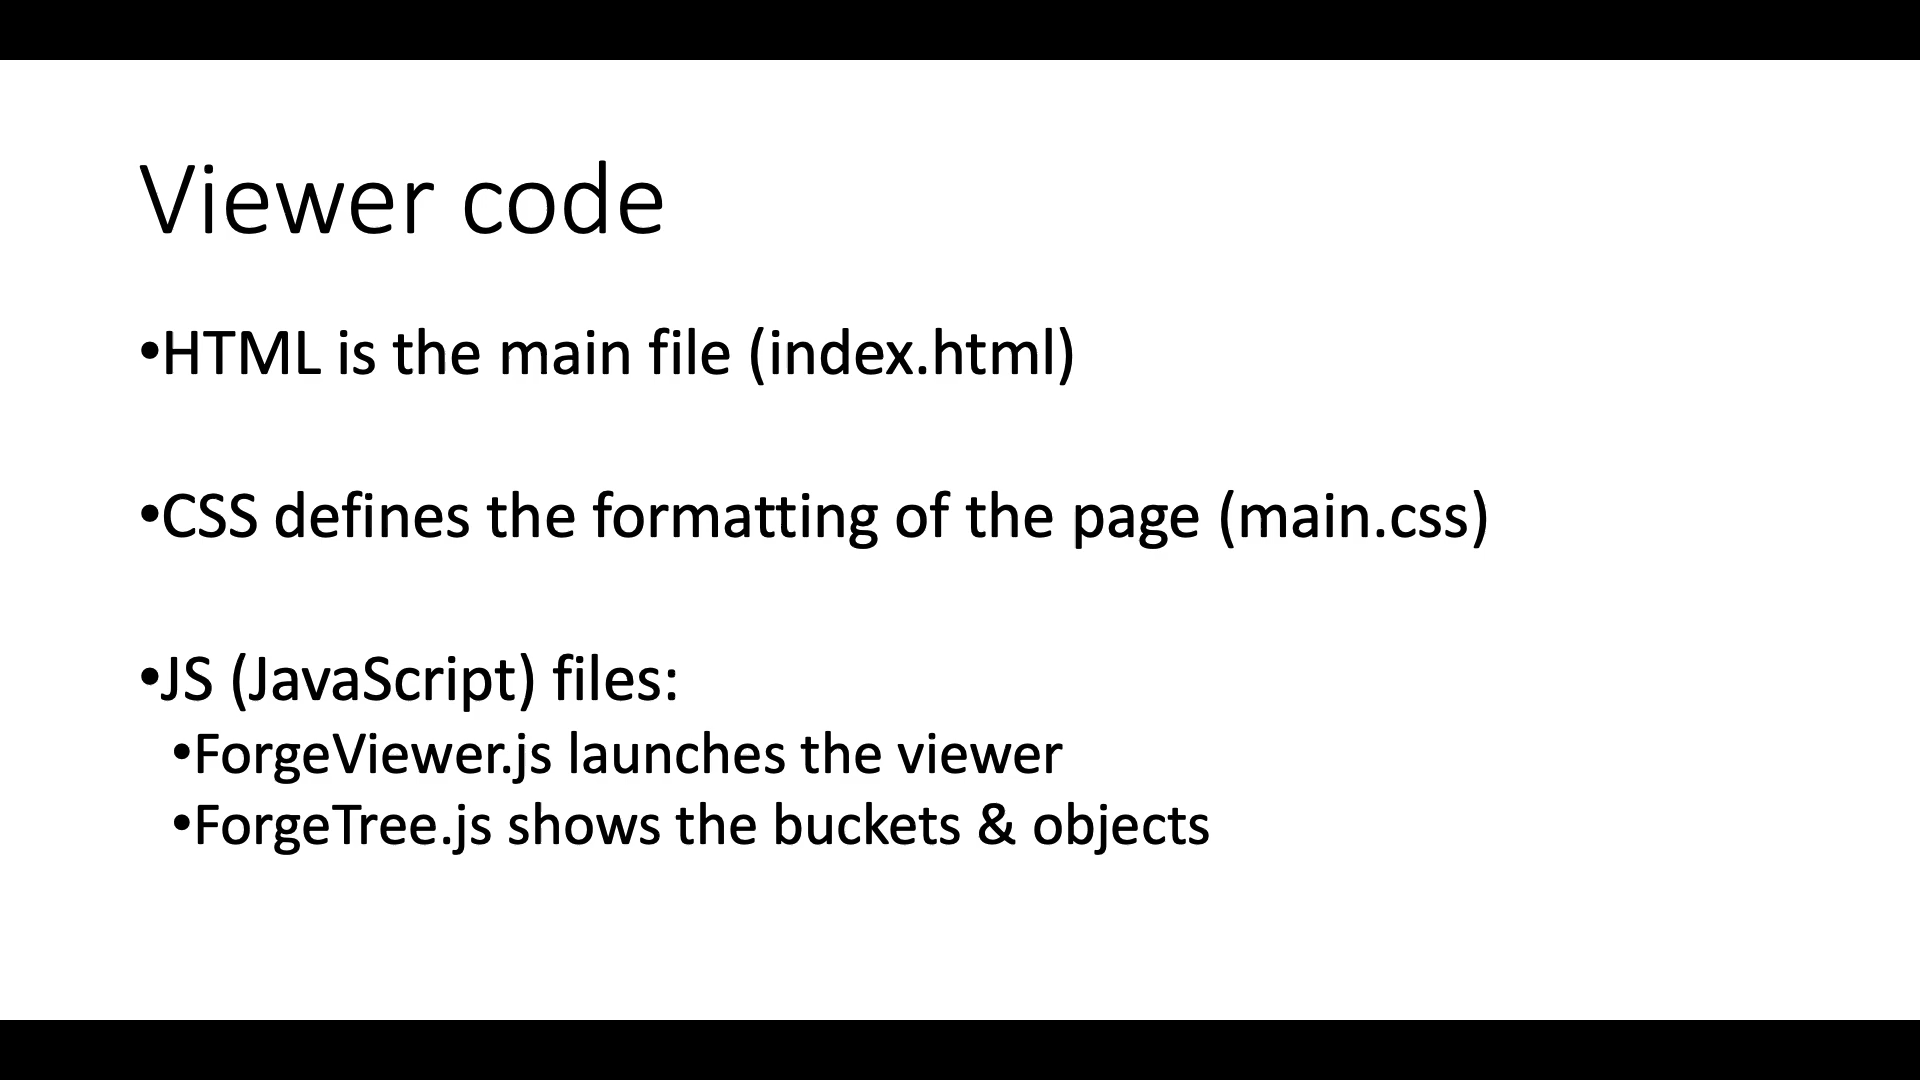 Viewer code
•HTML is the main file (index.html)
•CSS defines the formatting of the page (main.css)
•JS (JavaScript) files:
•ForgeViewer.js launches the viewer
•ForgeTree.js shows the buckets & objects